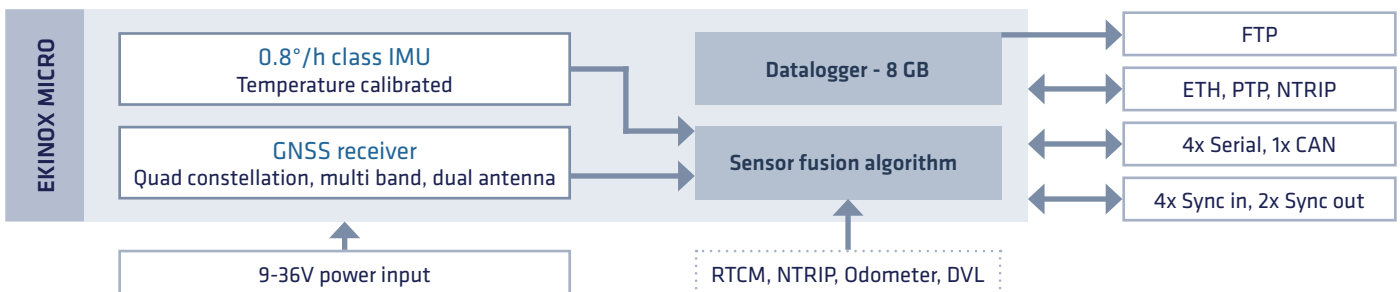 EKINOX MICRO
0.8°/h class IMU
Temperature calibrated
GNSS receiver
Quad constellation, multi band, dual antenna
Datalogger - 8 GB
Sensor fusion algorithm
FTP
ETH, PTP, NTRIP
4x Serial, 1x CAN
4x Sync in, 2x Sync out
9-36V power input
RTCM, NTRIP, Odometer, DVL